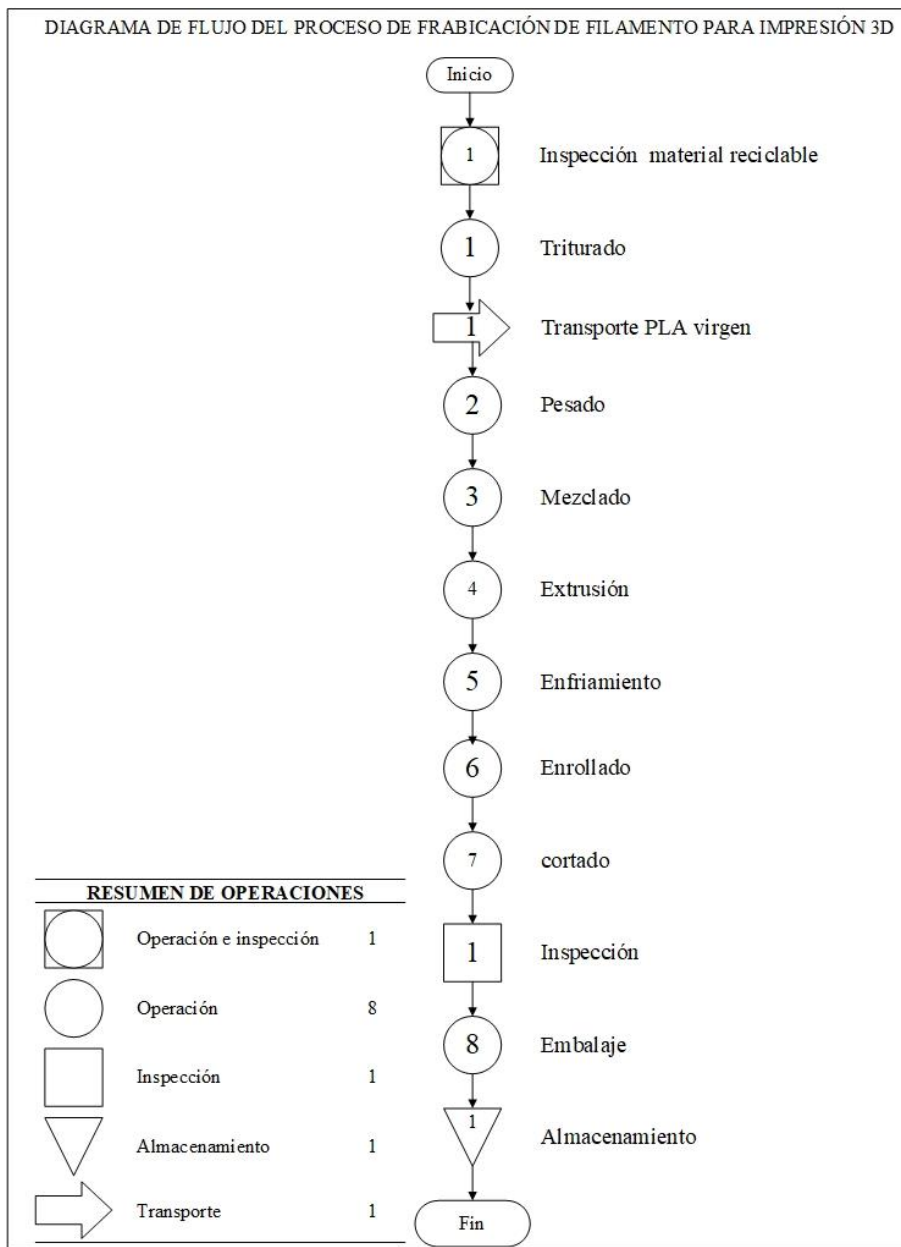 DIAGRAMA DE FLUJO DEL PROCESO DE FRABICACIÓN DE FILAMENTO PARA IMPRESIÓN 3D
Inicio
1 Inspección material reciclable
1 Triturado
1 Transporte PLA virgen
2 Pesado
3 Mezclado
4 Extrusión
5 Enfriamiento
6 Enrollado
7 cortado
1 Inspección
8 Embalaje
1 Almacenamiento
Fin
RESUMEN DE OPERACIONES
Operación e inspección 1
Operación 8
Inspección 1
Almacenamiento 1
Transporte 1